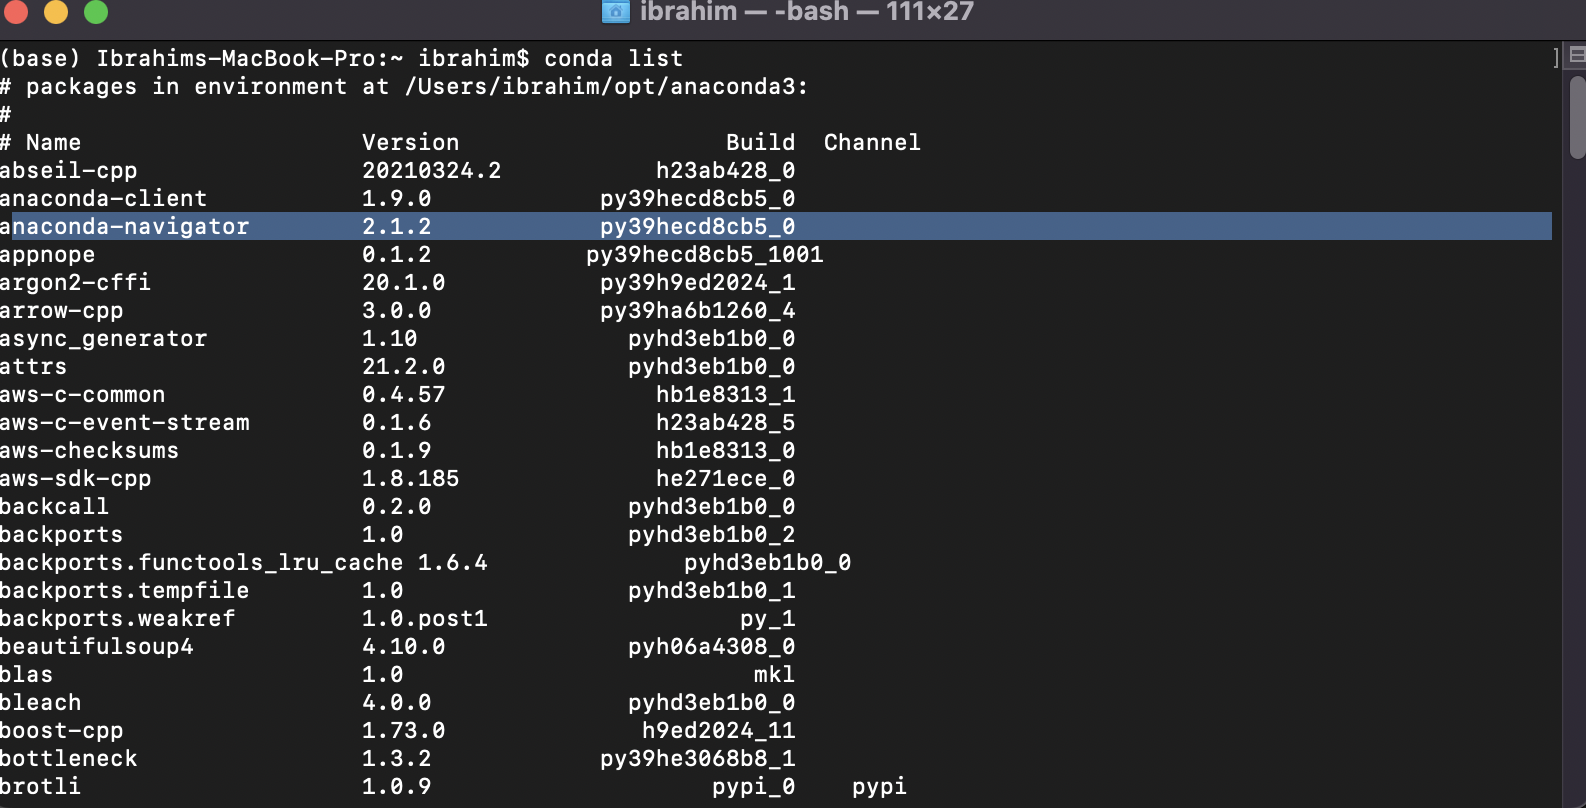 ibrahim — -bash — 111×27
(base) Ibrahims-MacBook-Pro:~ ibrahim$ conda list ]
# packages in environment at /Users/ibrahim/opt/anaconda3:
#
# Name                    Version                   Build  Channel
abseil-cpp                20210324.2           h23ab428_0
anaconda-client           1.9.0            py39hecd8cb5_0
anaconda-navigator        2.1.2            py39hecd8cb5_0
appnope                   0.1.2           py39hecd8cb5_1001
argon2-cffi               20.1.0           py39h9ed2024_1
arrow-cpp                 3.0.0            py39ha6b1260_4
async_generator           1.10               pyhd3eb1b0_0
attrs                     21.2.0             pyhd3eb1b0_0
aws-c-common              0.4.57               hb1e8313_1
aws-c-event-stream        0.1.6                h23ab428_5
aws-checksums             0.1.9                hb1e8313_0
aws-sdk-cpp               1.8.185              he271ece_0
backcall                  0.2.0              pyhd3eb1b0_0
backports                 1.0                pyhd3eb1b0_2
backports.functools_lru_cache 1.6.4              pyhd3eb1b0_0
backports.tempfile        1.0                pyhd3eb1b0_1
backports.weakref         1.0.post1                  py_1
beautifulsoup4            4.10.0             pyh06a4308_0
blas                      1.0                         mkl
bleach                    4.0.0              pyhd3eb1b0_0
boost-cpp                 1.73.0              h9ed2024_11
bottleneck                1.3.2            py39he3068b8_1
brotli                    1.0.9                    pypi_0    pypi